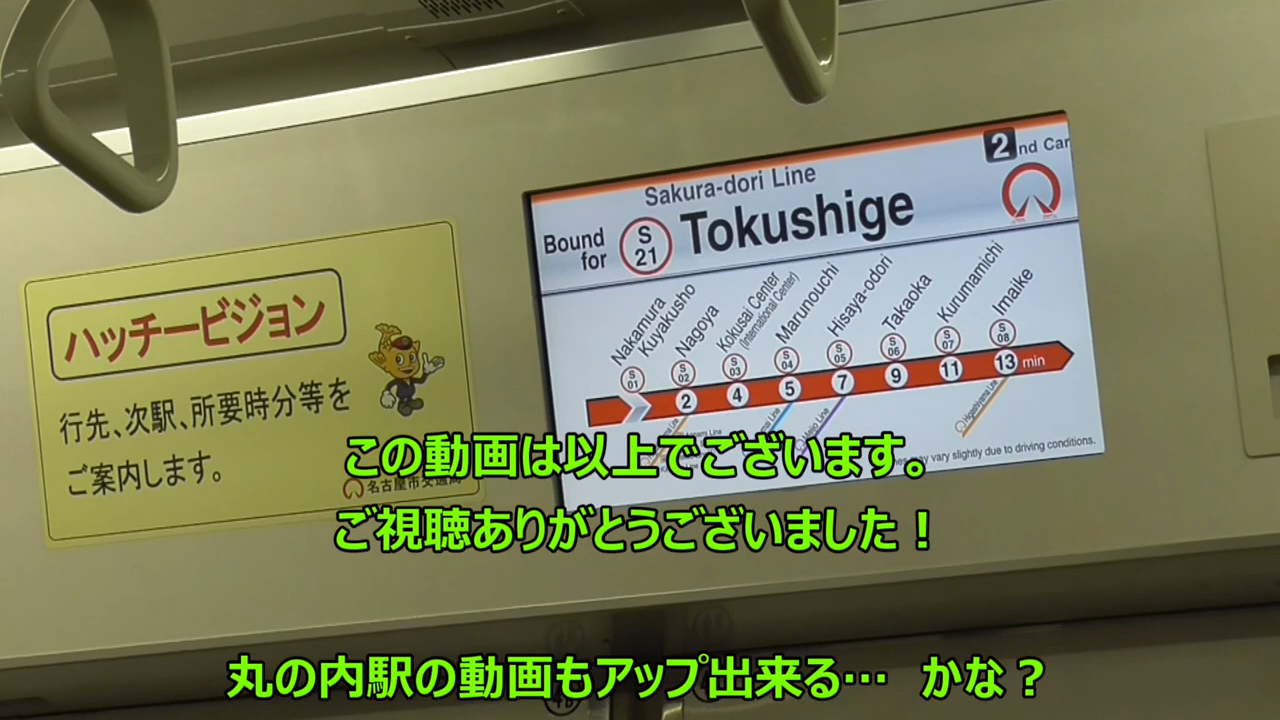 ハッチービジョン
行先、次駅、所要時分等を
ご案内します。
名古屋市交通局
2nd Car
Sakura-dori Line
Bound for S 21 Tokushige
Nakamura Kuyakusho
Nagoya
Kokusai Center
(International Center)
Marunouchi
Hisaya-odori
Takaoka
Kurumamichi
Imaike
S 01 S 02 S 03 S 04 S 05 S 06 S 07 S 08
2 4 5 7 9 11 13 min
Meijo Line
Higashiyama Line
may vary slightly due to driving conditions.
この動画は以上でございます。
ご視聴ありがとうございました！
丸の内駅の動画もアップ出来る… かな？